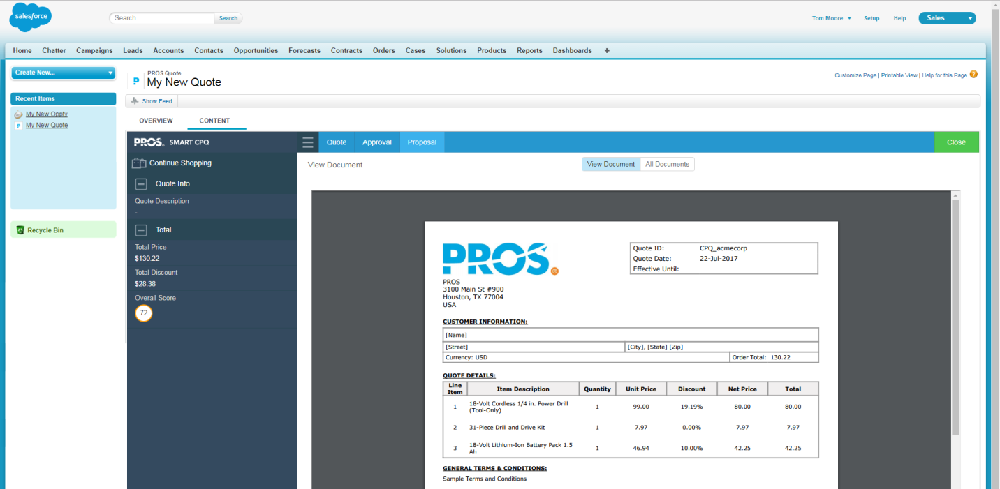 salesforce
Search...
Search
Tom Moore
Setup
Help
Sales
Home Chatter Campaigns Leads Accounts Contacts Opportunities Forecasts Contracts Orders Cases Solutions Products Reports Dashboards +
Create New...
Recent Items
My New Oppty
My New Quote
Recycle Bin
PROS Quote
My New Quote
Customize Page | Printable View | Help for this Page
Show Feed
OVERVIEW CONTENT
PROS. SMART CPQ
Continue Shopping
Quote Info
Quote Description
-
Total
Total Price
$130.22
Total Discount
$28.38
Overall Score
72
Quote Approval Proposal
Close
View Document
View Document All Documents
PROS®
PROS
3100 Main St #900
Houston, TX 77004
USA
Quote ID: CPQ_acmecorp
Quote Date: 22-Jul-2017
Effective Until:
CUSTOMER INFORMATION:
[Name]
[Street] [City], [State] [Zip]
Currency: USD Order Total: 130.22
QUOTE DETAILS:
Line Item Item Description Quantity Unit Price Discount Net Price Total
1 18-Volt Cordless 1/4 in. Power Drill 1 99.00 19.19% 80.00 80.00
(Tool-Only)
2 31-Piece Drill and Drive Kit 1 7.97 0.00% 7.97 7.97
3 18-Volt Lithium-Ion Battery Pack 1.5 1 46.94 10.00% 42.25 42.25
Ah
GENERAL TERMS & CONDITIONS:
Sample Terms and Conditions